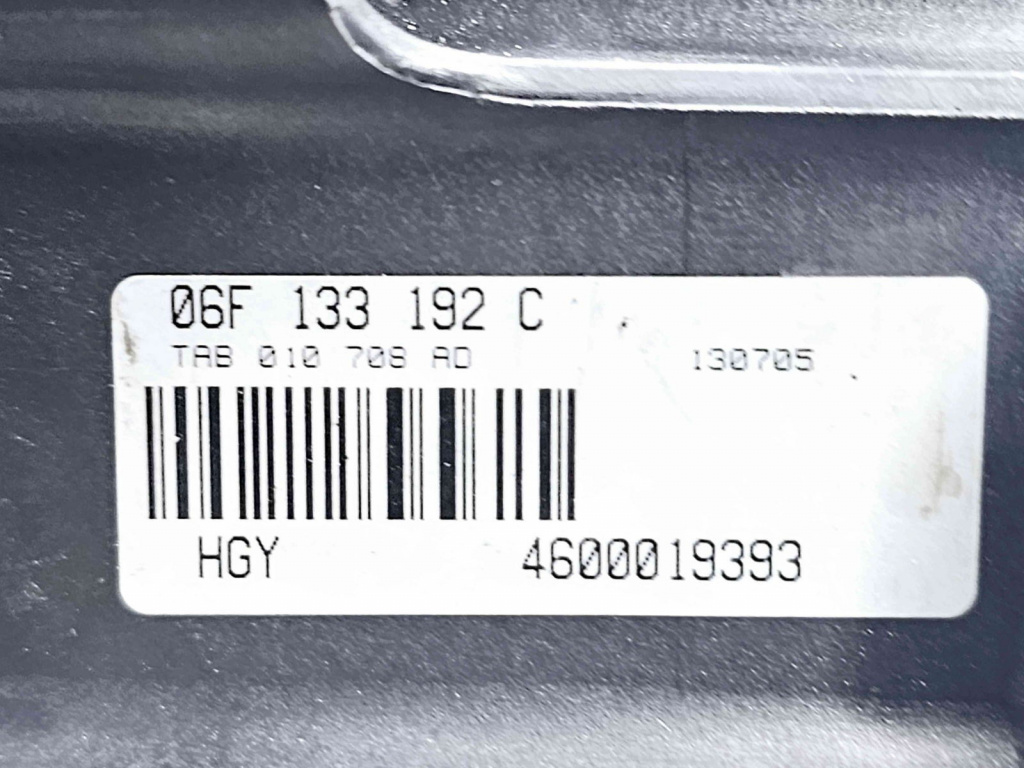 06F 133 192 C
TAB 010 708 AD 130705
HGY 4600019393